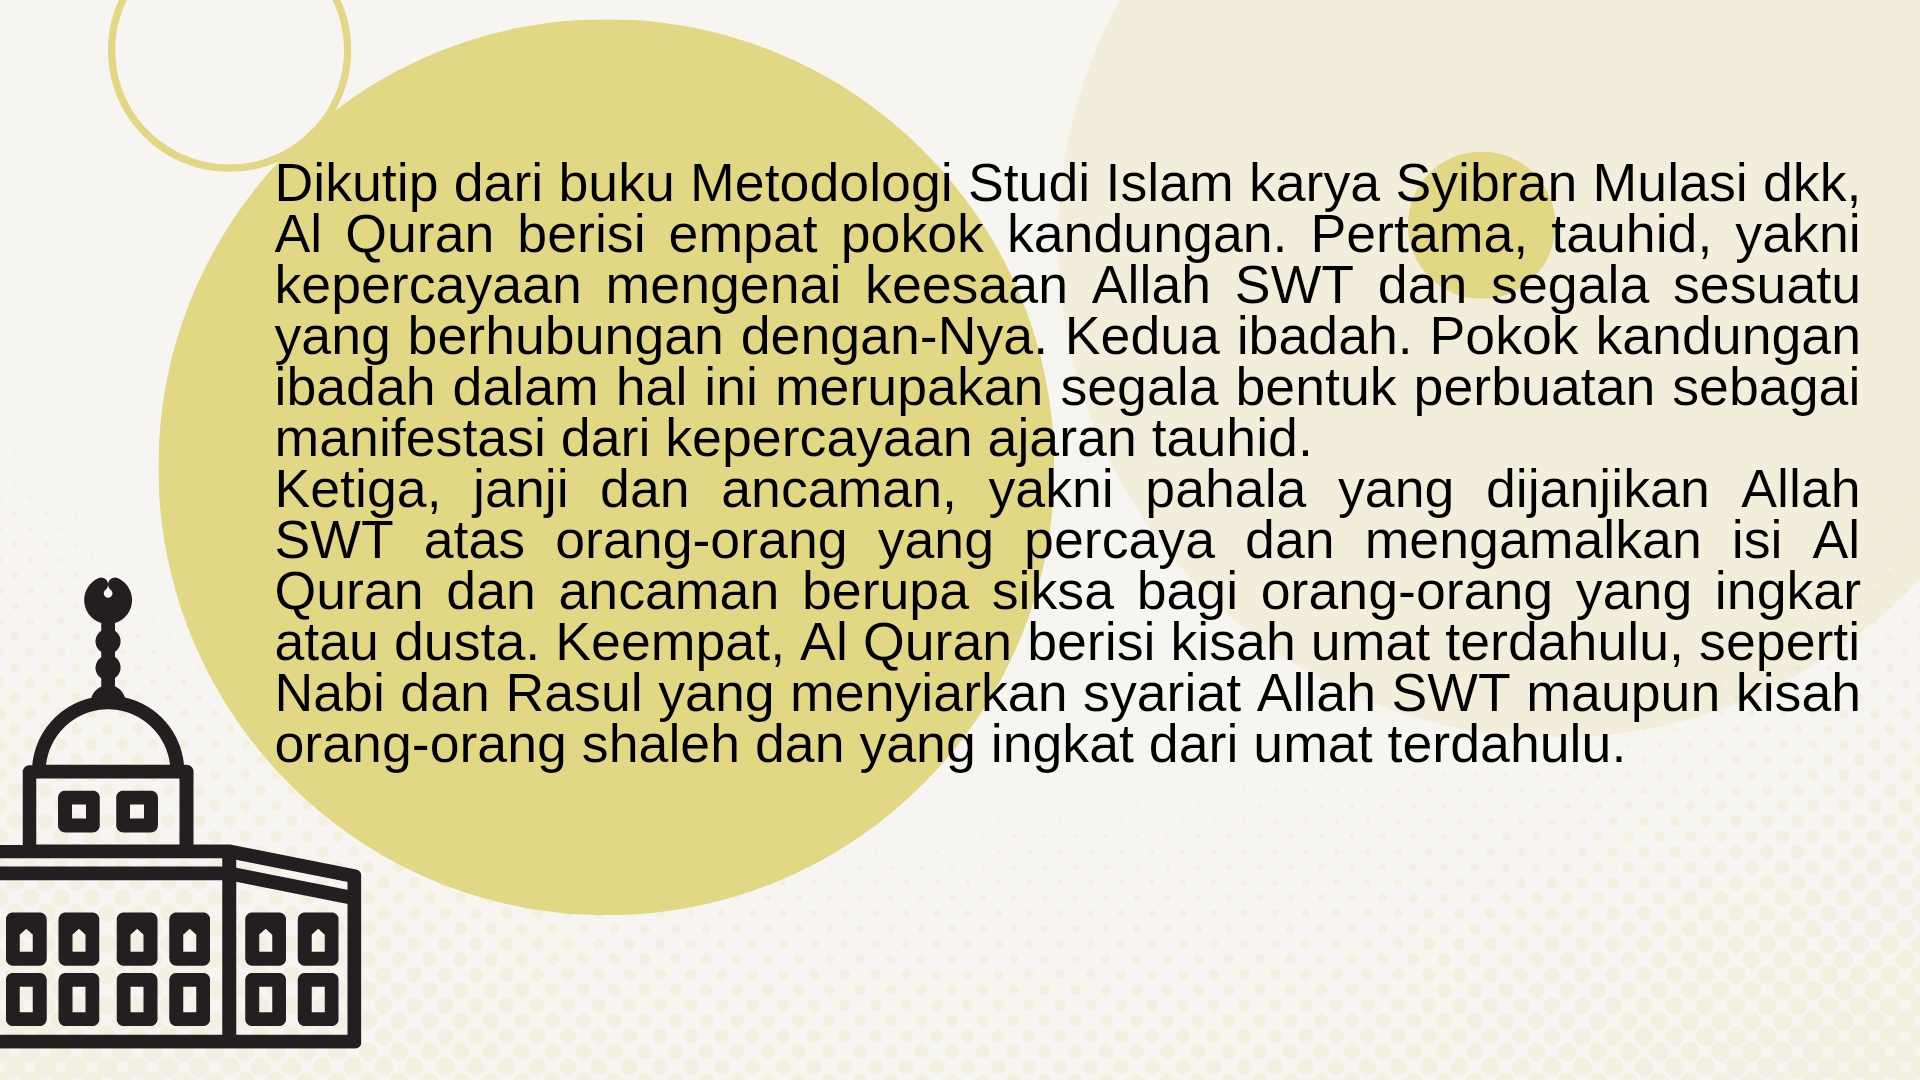 Dikutip dari buku Metodologi Studi Islam karya Syibran Mulasi dkk,
Al Quran berisi empat pokok kandungan. Pertama, tauhid, yakni
kepercayaan mengenai keesaan Allah SWT dan segala sesuatu
yang berhubungan dengan-Nya. Kedua ibadah. Pokok kandungan
ibadah dalam hal ini merupakan segala bentuk perbuatan sebagai
manifestasi dari kepercayaan ajaran tauhid.
Ketiga, janji dan ancaman, yakni pahala yang dijanjikan Allah
SWT atas orang-orang yang percaya dan mengamalkan isi Al
Quran dan ancaman berupa siksa bagi orang-orang yang ingkar
atau dusta. Keempat, Al Quran berisi kisah umat terdahulu, seperti
Nabi dan Rasul yang menyiarkan syariat Allah SWT maupun kisah
orang-orang shaleh dan yang ingkat dari umat terdahulu.